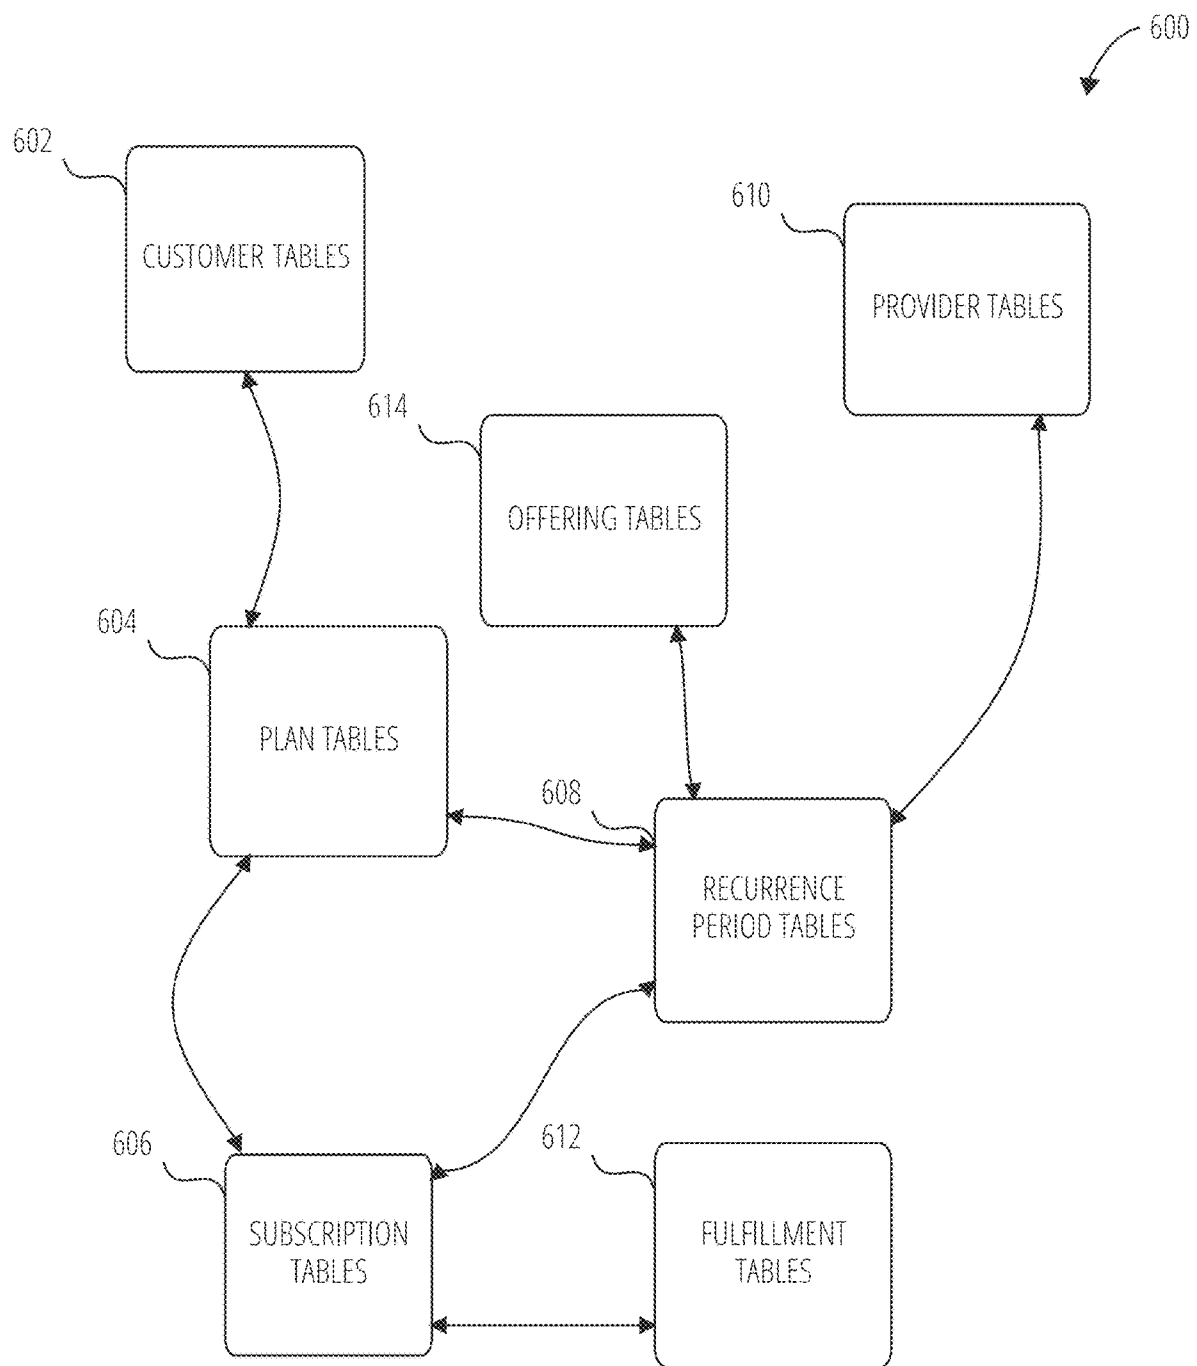 600
602
CUSTOMER TABLES
610
PROVIDER TABLES
614
OFFERING TABLES
604
PLAN TABLES
608
RECURRENCE
PERIOD TABLES
606
SUBSCRIPTION
TABLES
612
FULFILLMENT
TABLES